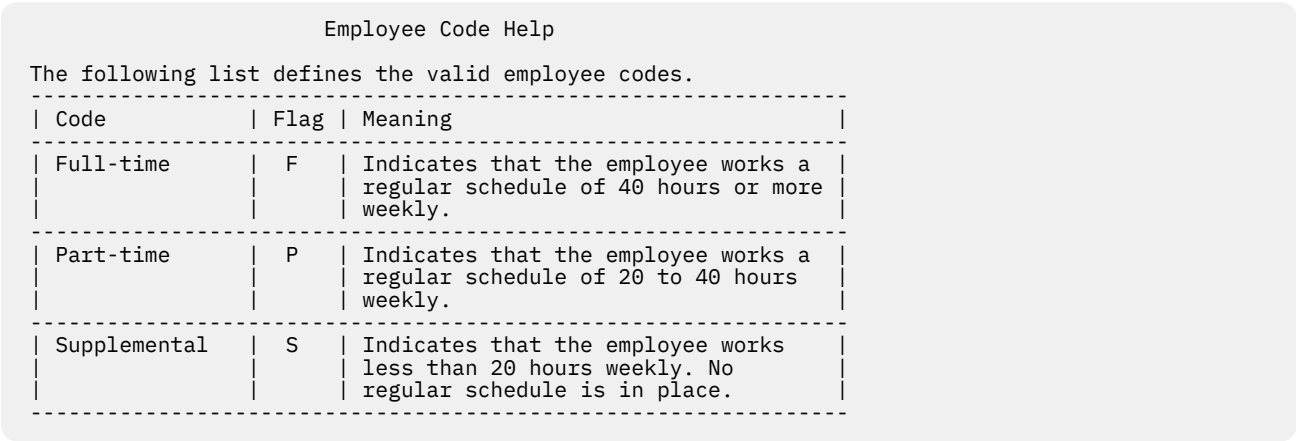 Employee Code Help
The following list defines the valid employee codes.
----------------------------------------------------------------
| Code           | Flag | Meaning                              |
----------------------------------------------------------------
| Full-time      |  F   | Indicates that the employee works a  |
|                |      | regular schedule of 40 hours or more |
|                |      | weekly.                              |
----------------------------------------------------------------
| Part-time      |  P   | Indicates that the employee works a  |
|                |      | regular schedule of 20 to 40 hours   |
|                |      | weekly.                              |
----------------------------------------------------------------
| Supplemental   |  S   | Indicates that the employee works    |
|                |      | less than 20 hours weekly. No        |
|                |      | regular schedule is in place.        |
----------------------------------------------------------------